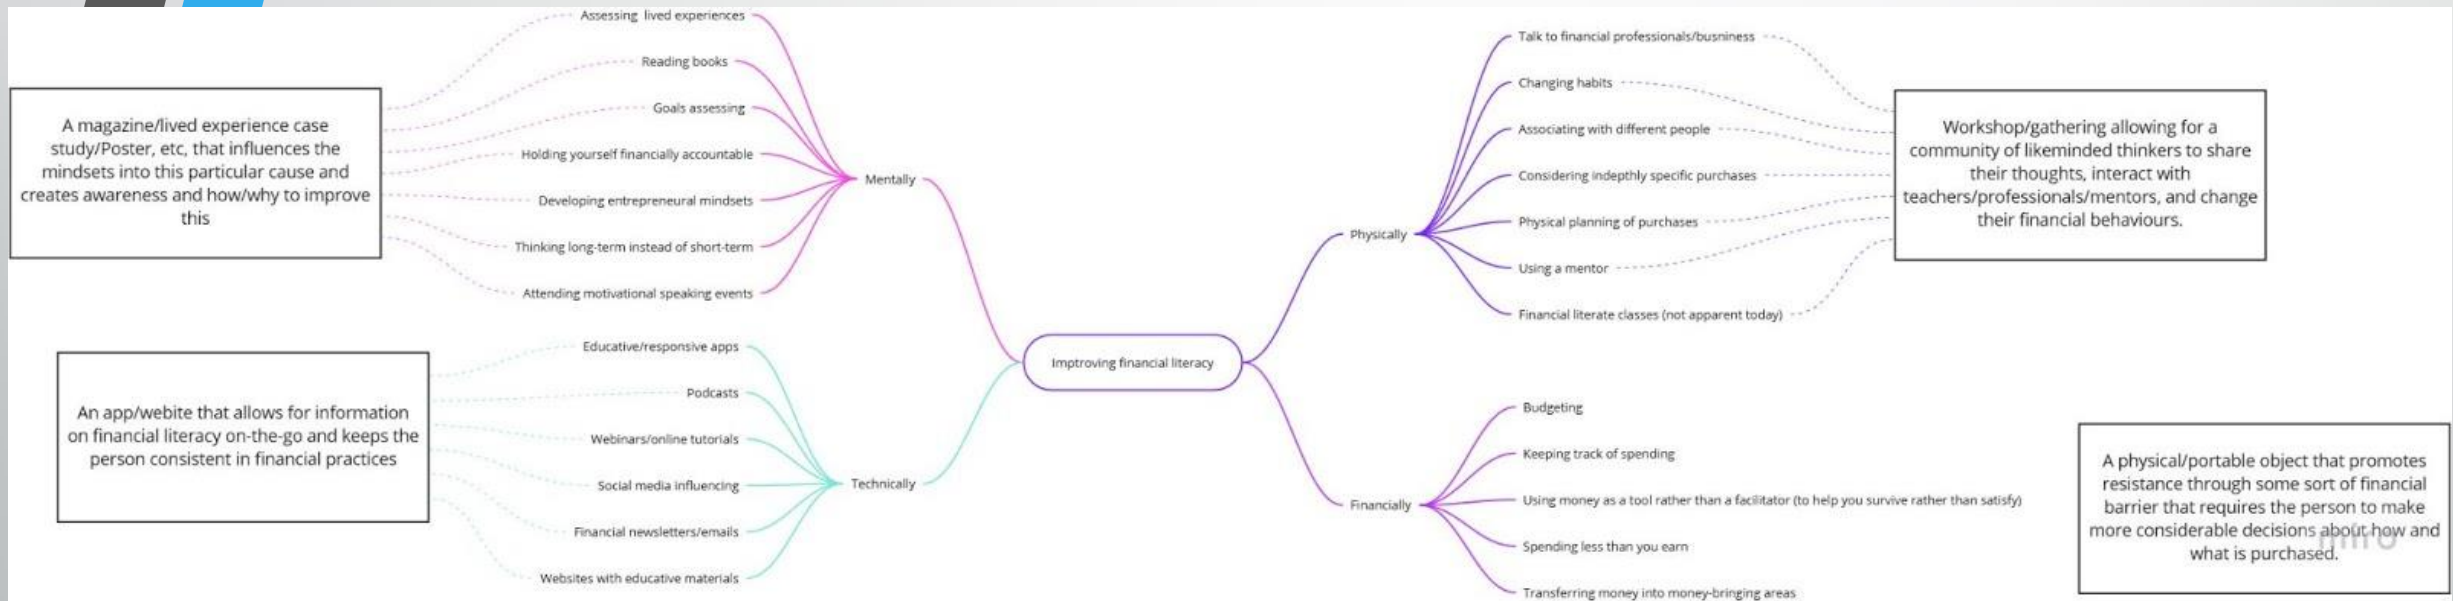 Assessing lived experiences
Reading books
Goals assessing
Holding yourself financially accountable
Developing entrepreneural mindsets
Thinking long-term instead of short-term
Attending motivational speaking events
Mentally
A magazine/lived experience case
study/Poster, etc, that influences the
mindsets into this particular cause and
creates awareness and how/why to improve
this
Educative/responsive apps
Podcasts
Webinars/online tutorials
Social media influencing
Financial newsletters/emails
Websites with educative materials
Technically
An app/webite that allows for information
on financial literacy on-the-go and keeps the
person consistent in financial practices
Imptroving financial literacy
Physically
Talk to financial professionals/busniness
Changing habits
Associating with different people
Considering indepthly specific purchases
Physical planning of purchases
Using a mentor
Financial literate classes (not apparent today)
Workshop/gathering allowing for a
community of likeminded thinkers to share
their thoughts, interact with
teachers/professionals/mentors, and change
their financial behaviours.
Financially
Budgeting
Keeping track of spending
Using money as a tool rather than a facilitator (to help you survive rather than satisfy)
Spending less than you earn
Transferring money into money-bringing areas
A physical/portable object that promotes
resistance through some sort of financial
barrier that requires the person to make
more considerable decisions about how and
what is purchased.
miro